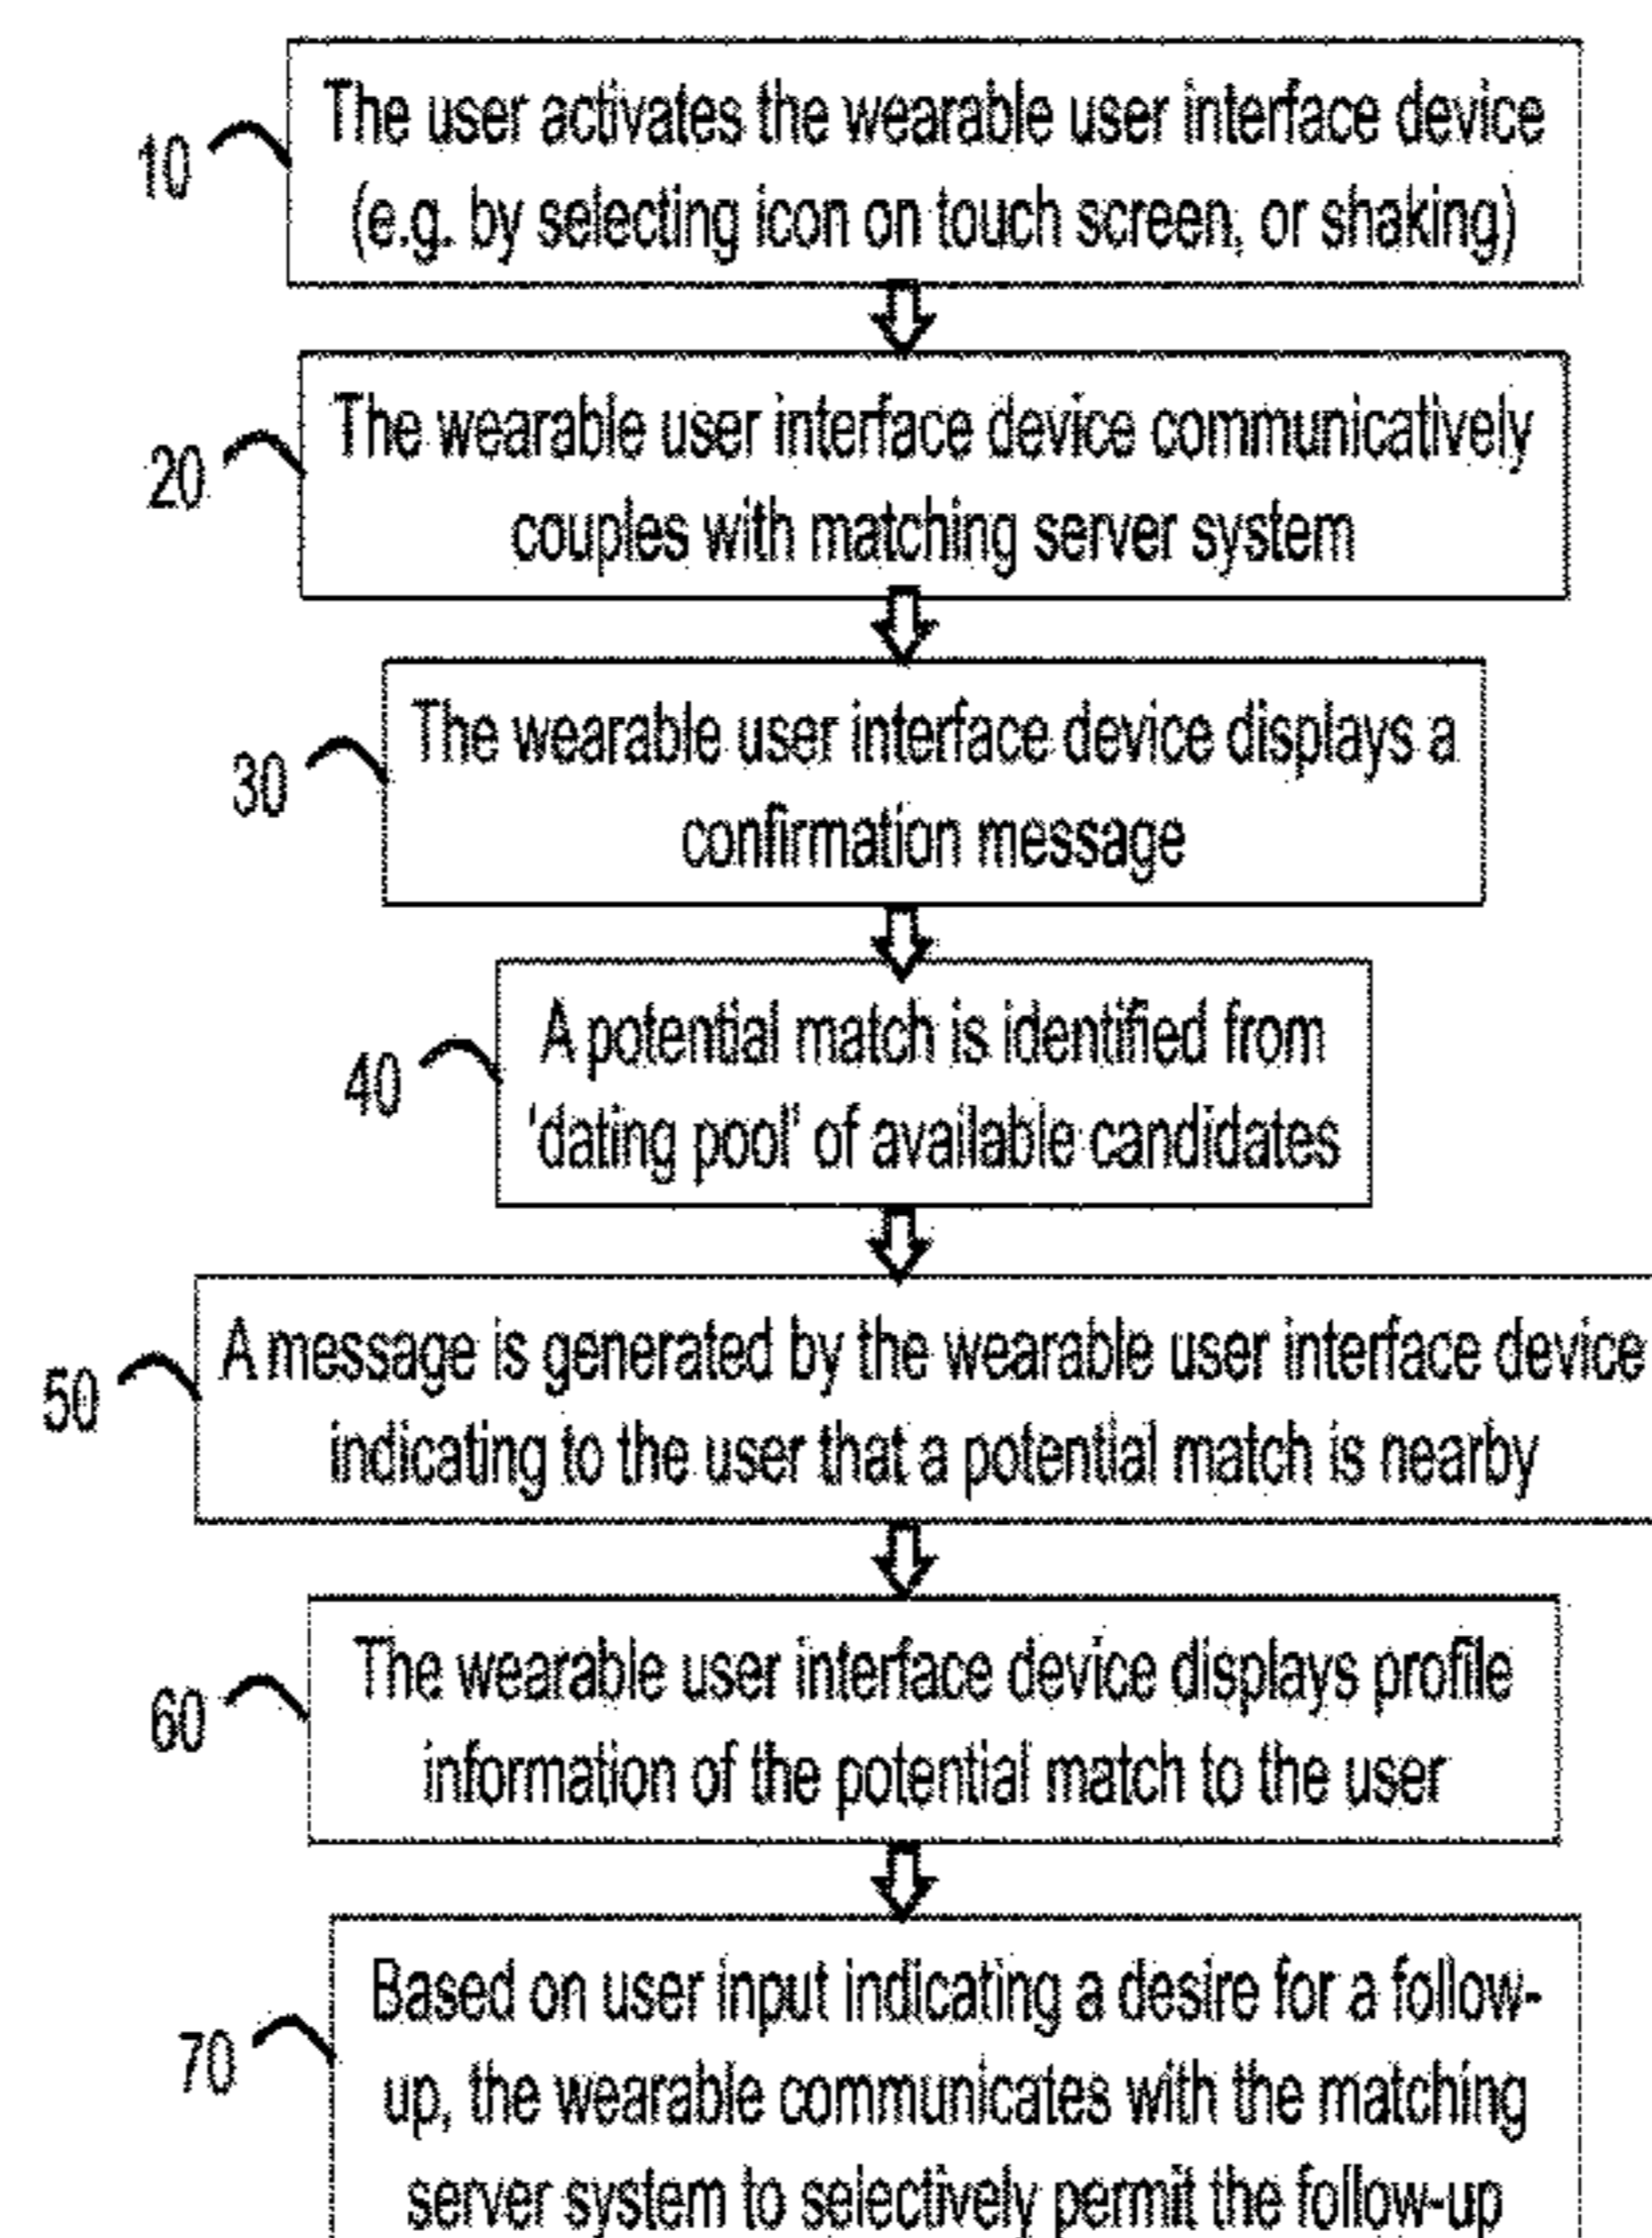 The user activates the wearable user interface device
10
(e.g. by selecting icon on touch screen, or shaking)
The wearable user interface device communicatively
20
couples with matching server system
The wearable user interface device displays a
30
confirmation message
A potential match is identified from
40
'dating pool' of available candidates
A message is generated by the wearable user interface device
50
indicating to the user that a potential match is nearby
The wearable user interface device displays profile
60
information of the potential match to the user
Based on user input indicating a desire for a follow-
70
up, the wearable communicates with the matching
server system to selectively permit the follow-up